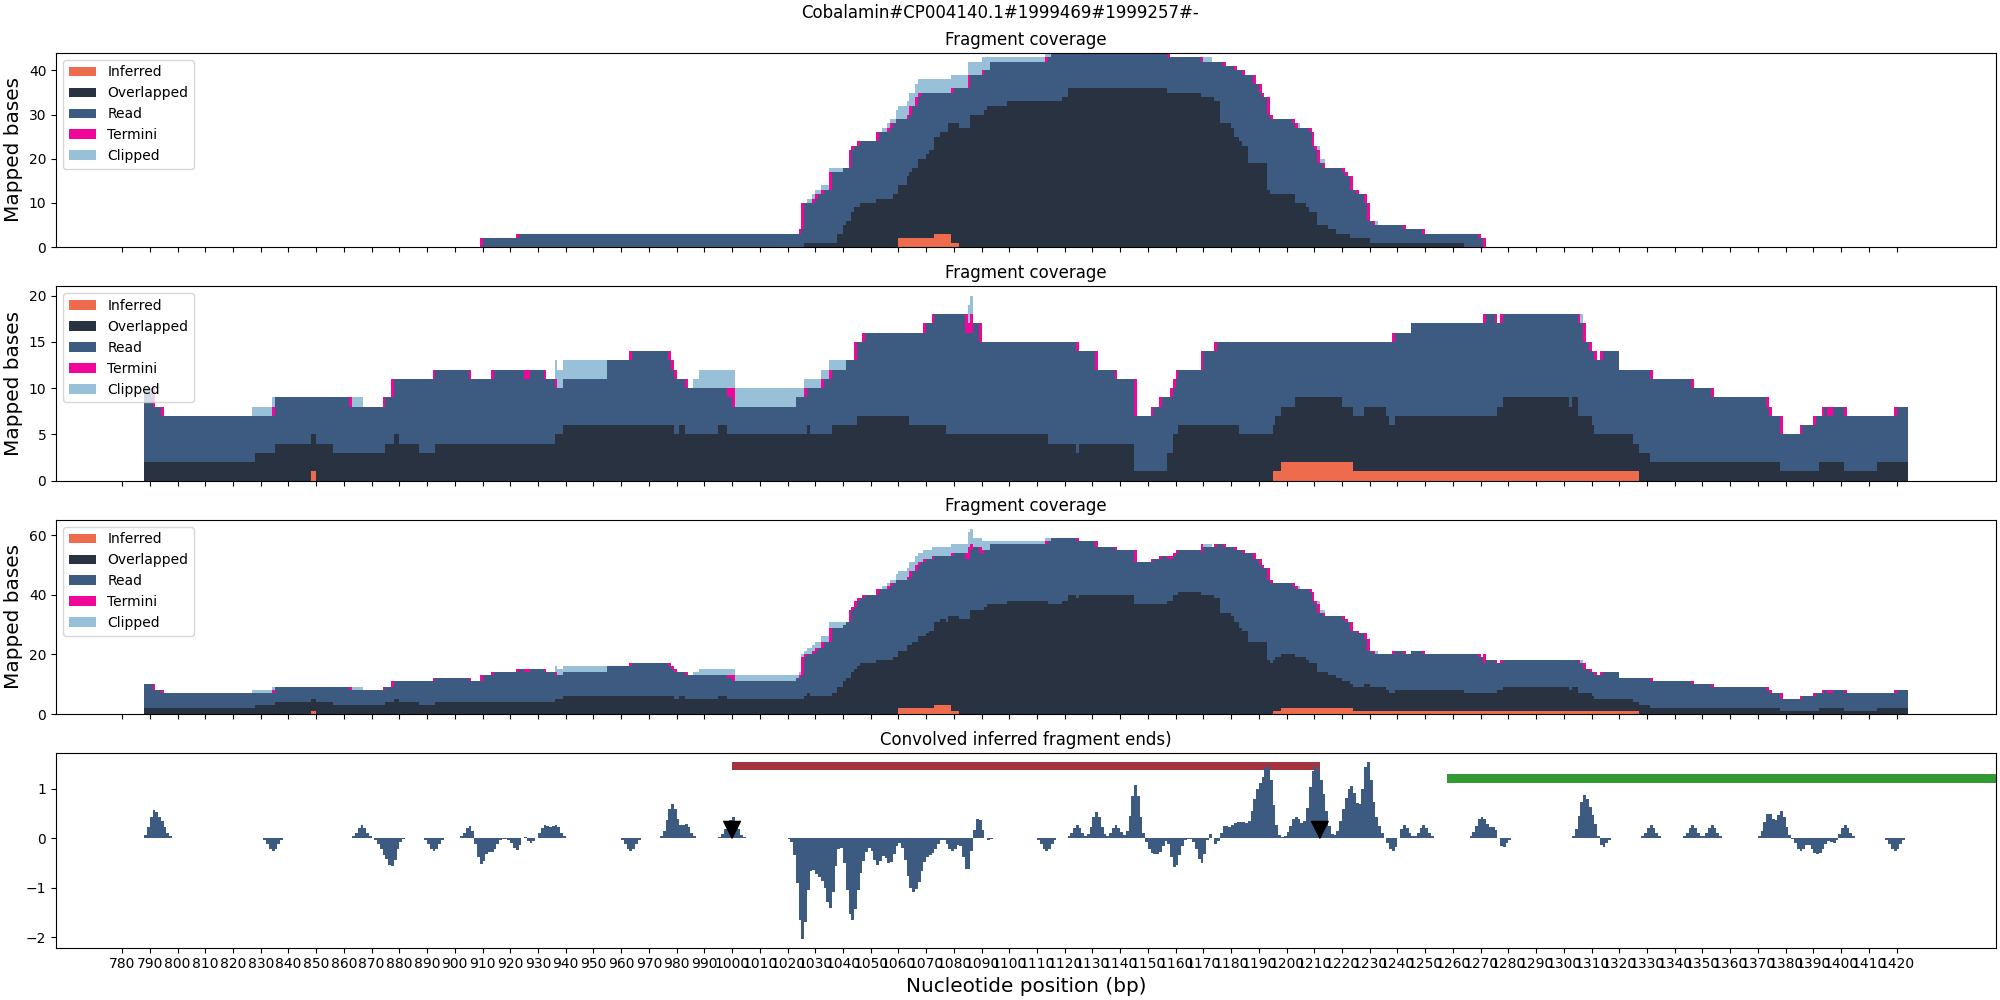 Cobalamin#CP004140.1#1999469#1999257#-
Fragment coverage
Mapped bases
40
30
20
10
0
Inferred
Overlapped
Read
Termini
Clipped
Fragment coverage
Mapped bases
20
15
10
5
0
Inferred
Overlapped
Read
Termini
Clipped
Fragment coverage
Mapped bases
60
40
20
0
Inferred
Overlapped
Read
Termini
Clipped
Convolved inferred fragment ends)
1
0
−1
−2
780 790 800 810 820 830 840 850 860 870 880 890 900 910 920 930 940 950 960 970 980 990 1000 1010 1020 1030 1040 1050 1060 1070 1080 1090 1100 1110 1120 1130 1140 1150 1160 1170 1180 1190 1200 1210 1220 1230 1240 1250 1260 1270 1280 1290 1300 1310 1320 1330 1340 1350 1360 1370 1380 1390 1400 1410 1420
Nucleotide position (bp)